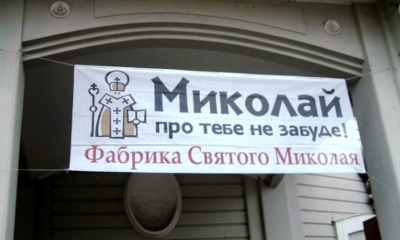 Миколай
про тебе не забуде!
Фабрика Святого Миколая